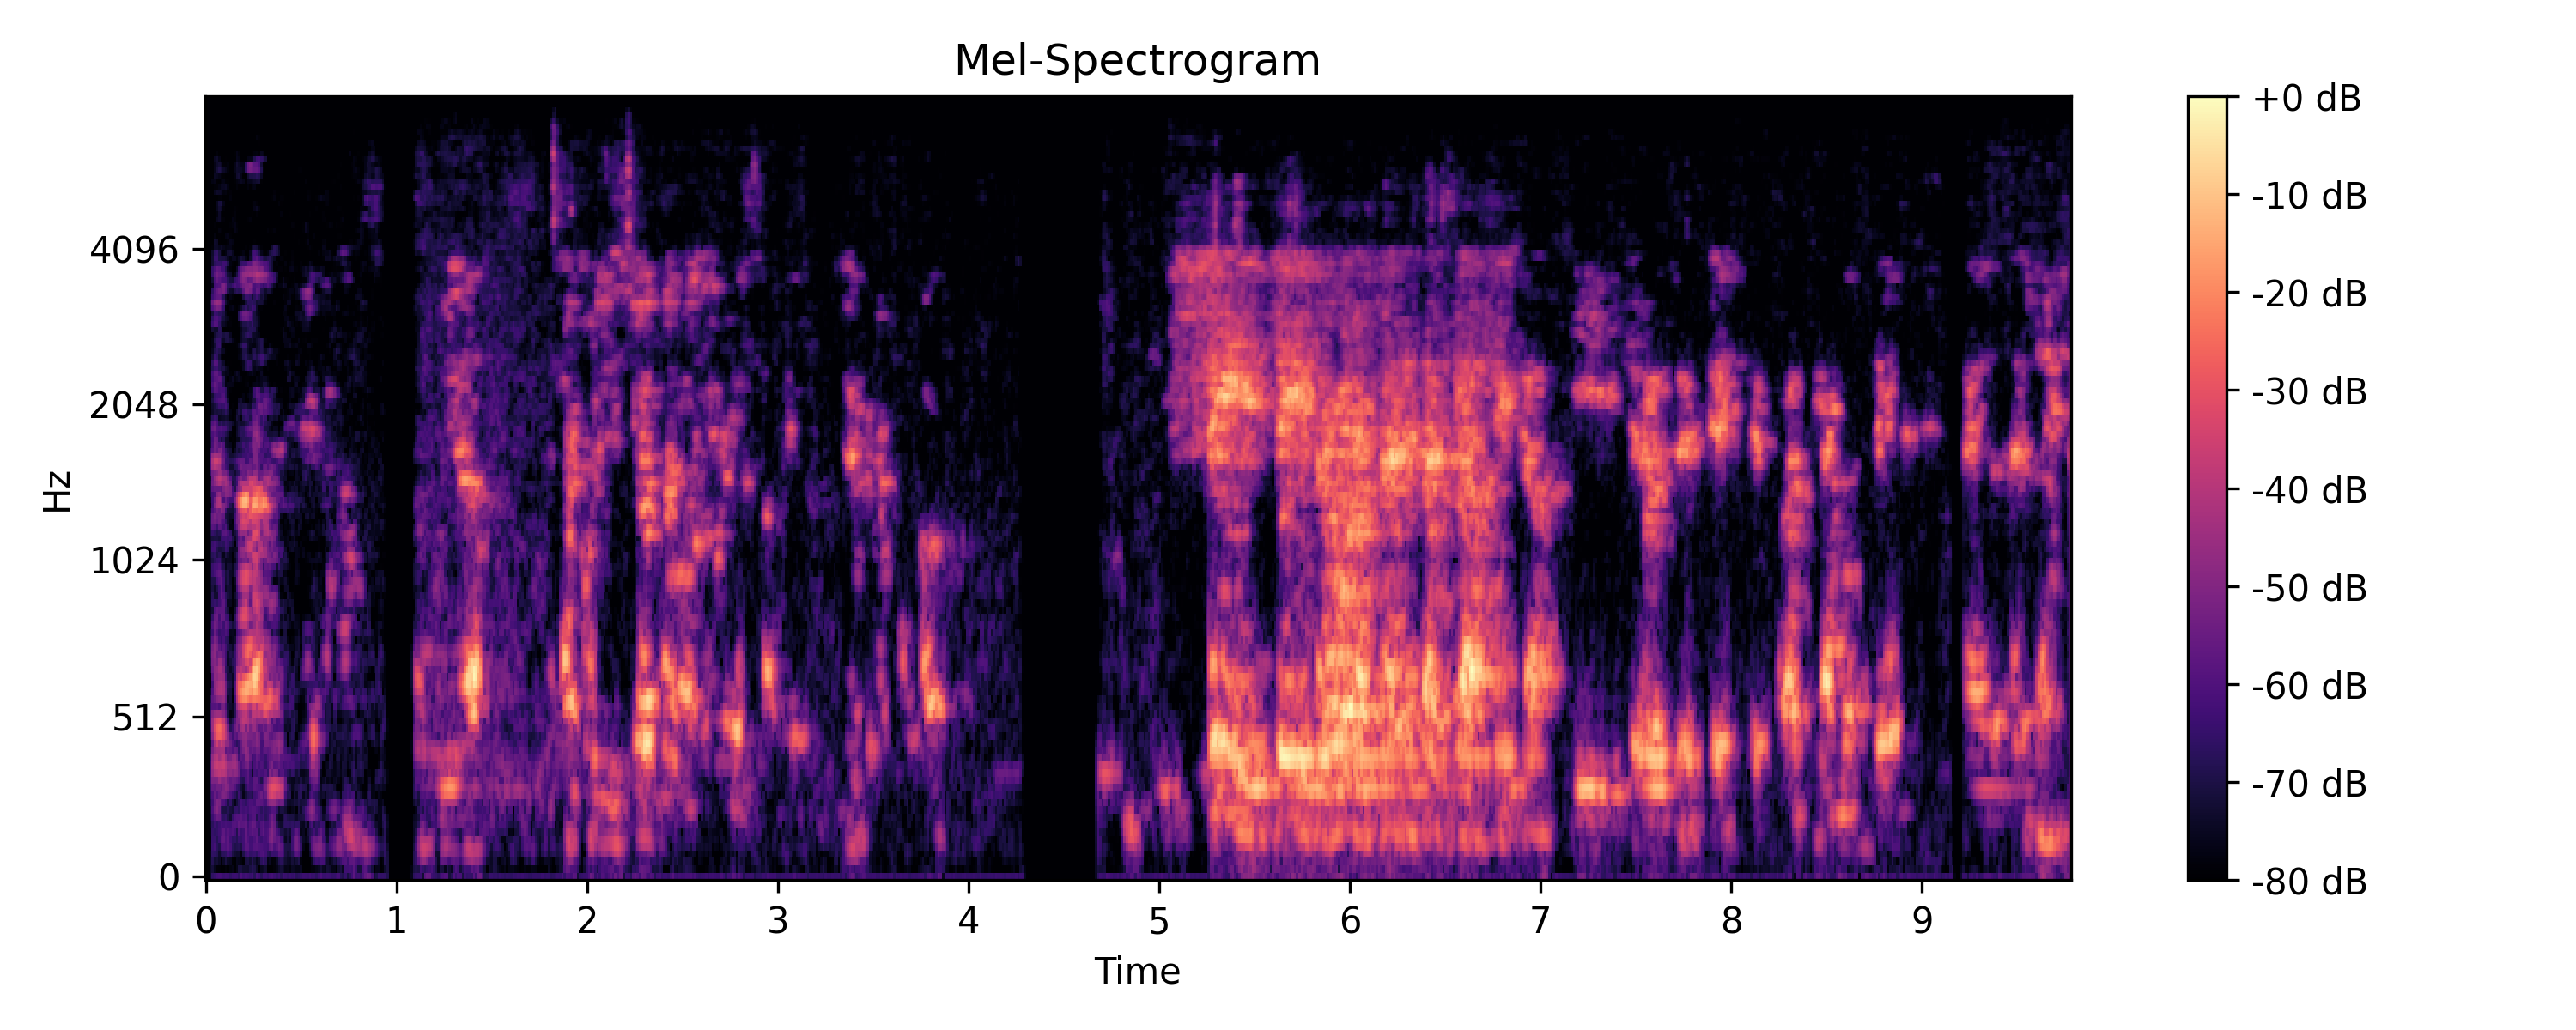 Mel-Spectrogram
+0 dB
4096
-10 dB
-20 dB
2048
-30 dB
Hz
-40 dB
1024
-50 dB
512
-60 dB
-70 dB
0
-80 dB
0 1 2 3 4 5 6 7 8 9
Time